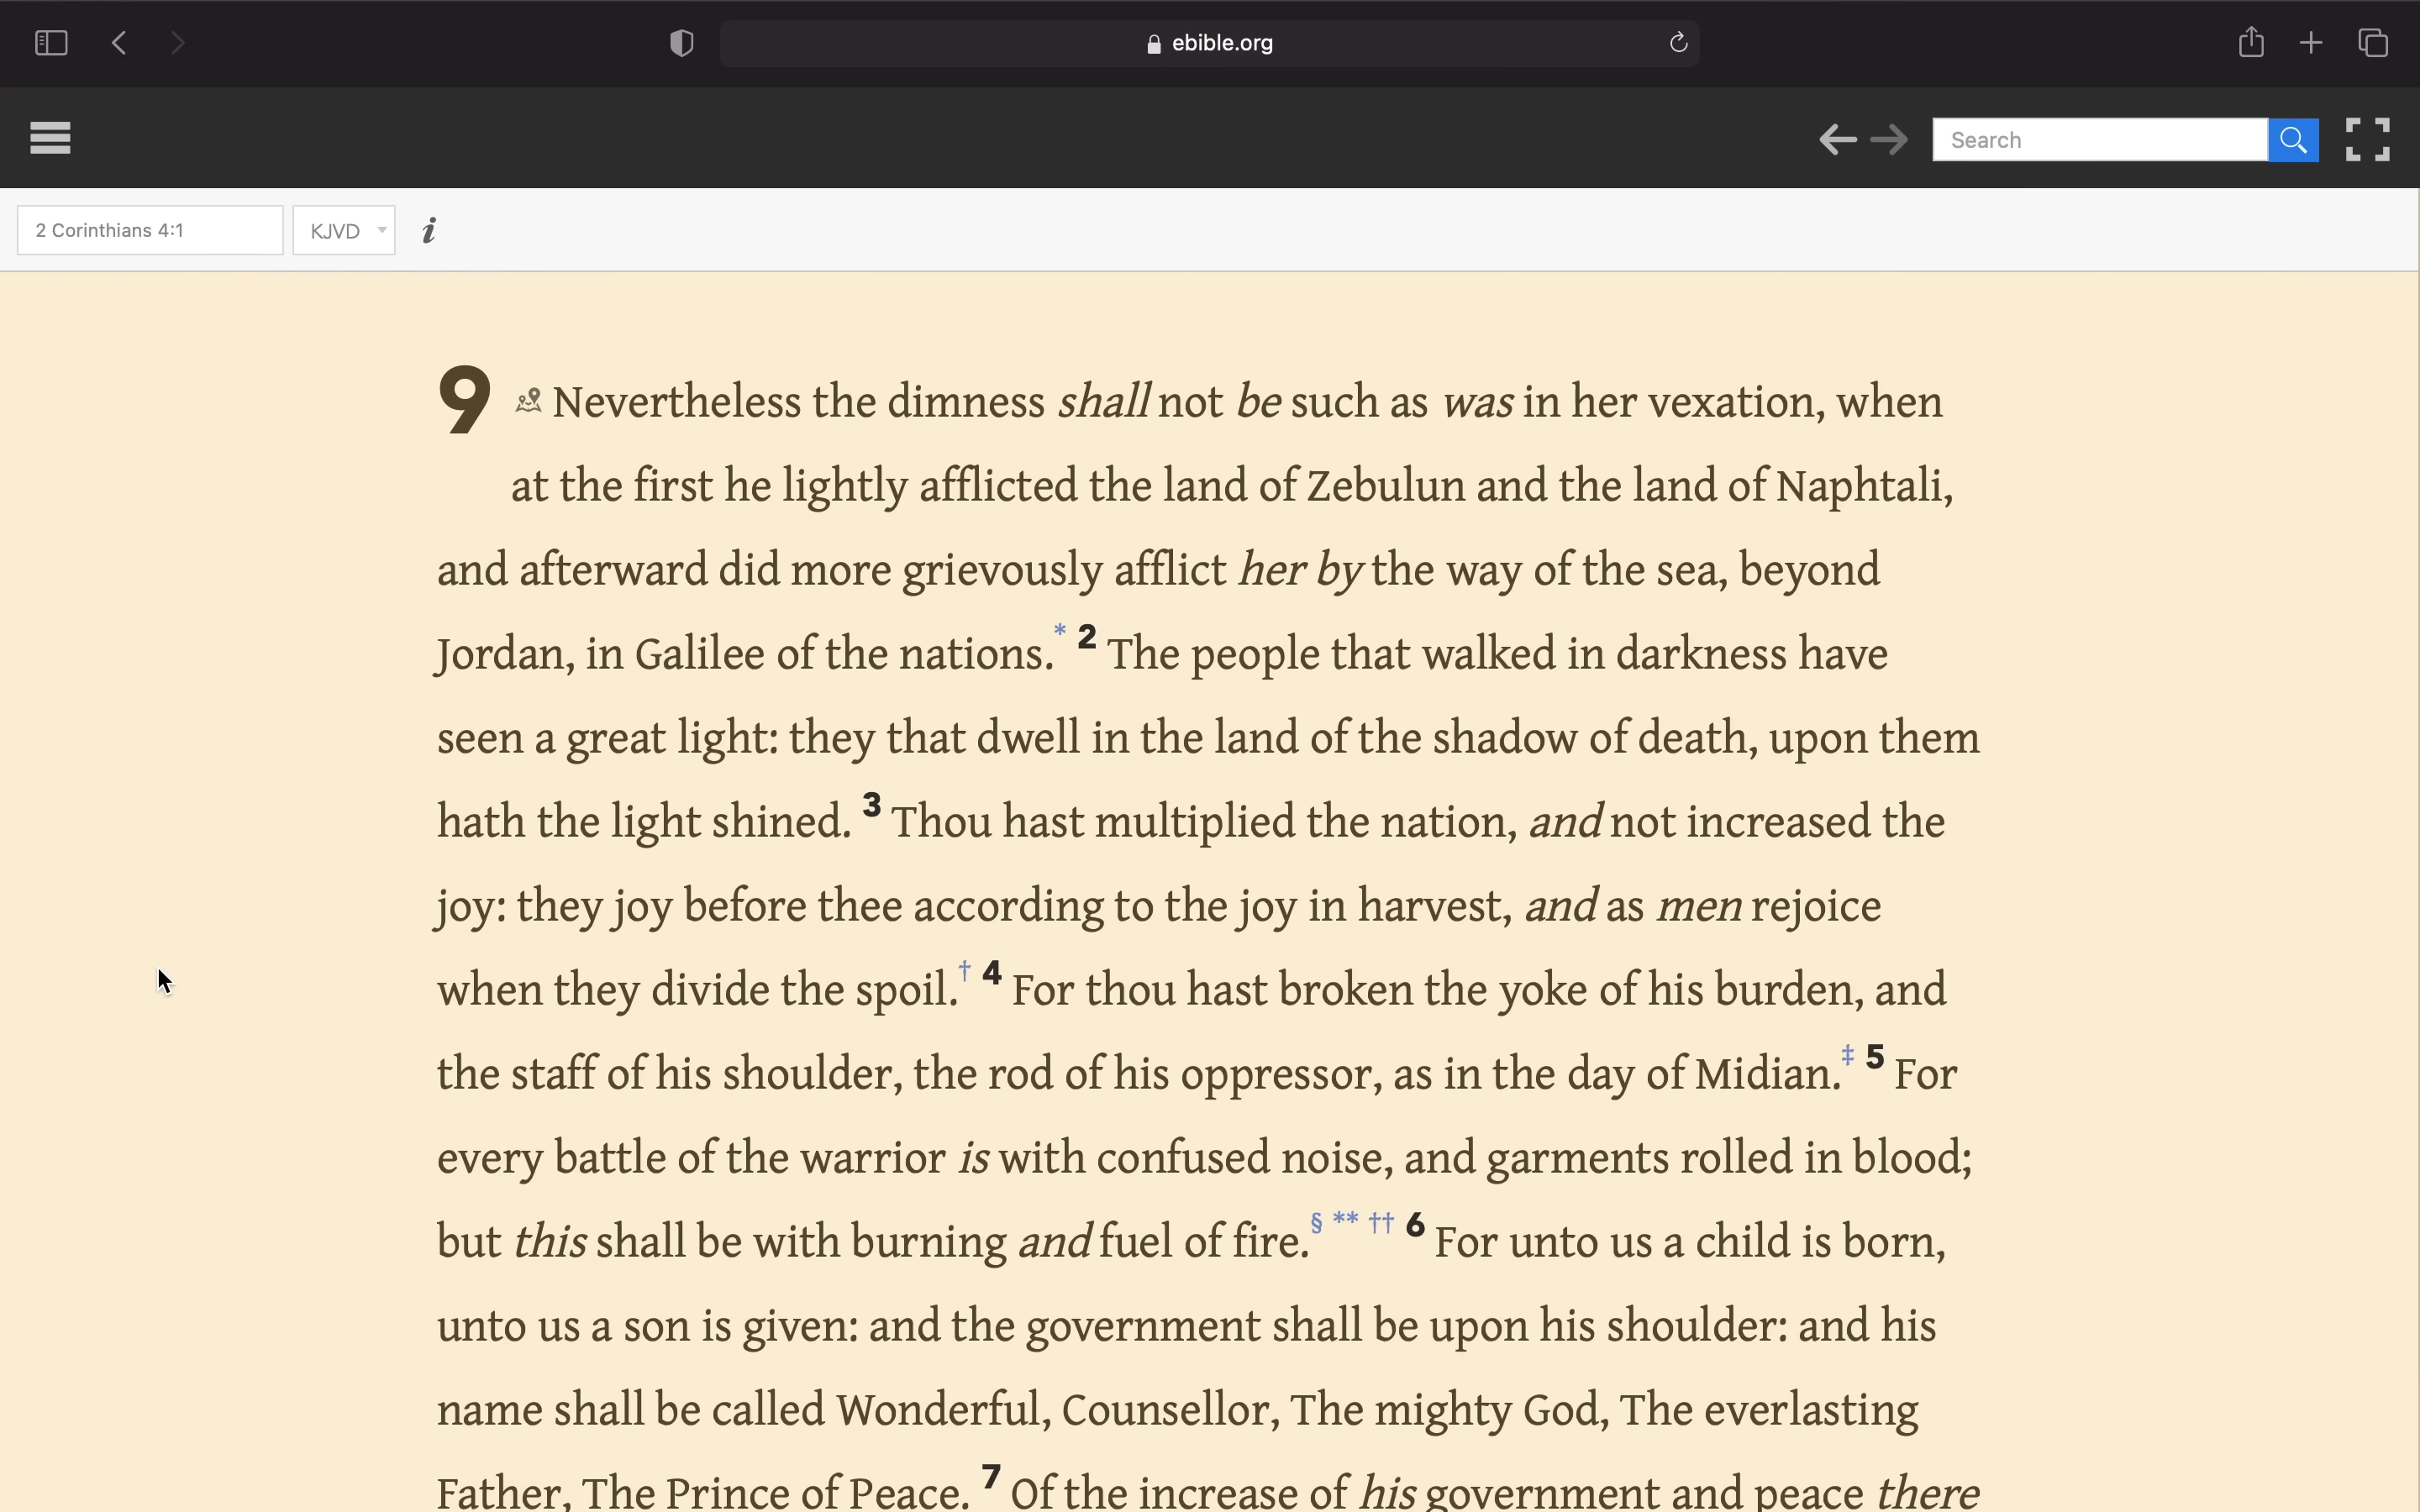 ebible.org
Search
2 Corinthians 4:1 KJVD i
9 Nevertheless the dimness shall not be such as was in her vexation, when
at the first he lightly afflicted the land of Zebulun and the land of Naphtali,
and afterward did more grievously afflict her by the way of the sea, beyond
Jordan, in Galilee of the nations.* 2 The people that walked in darkness have
seen a great light: they that dwell in the land of the shadow of death, upon them
hath the light shined. 3 Thou hast multiplied the nation, and not increased the
joy: they joy before thee according to the joy in harvest, and as men rejoice
when they divide the spoil.† 4 For thou hast broken the yoke of his burden, and
the staff of his shoulder, the rod of his oppressor, as in the day of Midian.‡ 5 For
every battle of the warrior is with confused noise, and garments rolled in blood;
but this shall be with burning and fuel of fire.§ ** †† 6 For unto us a child is born,
unto us a son is given: and the government shall be upon his shoulder: and his
name shall be called Wonderful, Counsellor, The mighty God, The everlasting
Father, The Prince of Peace. 7 Of the increase of his government and peace there